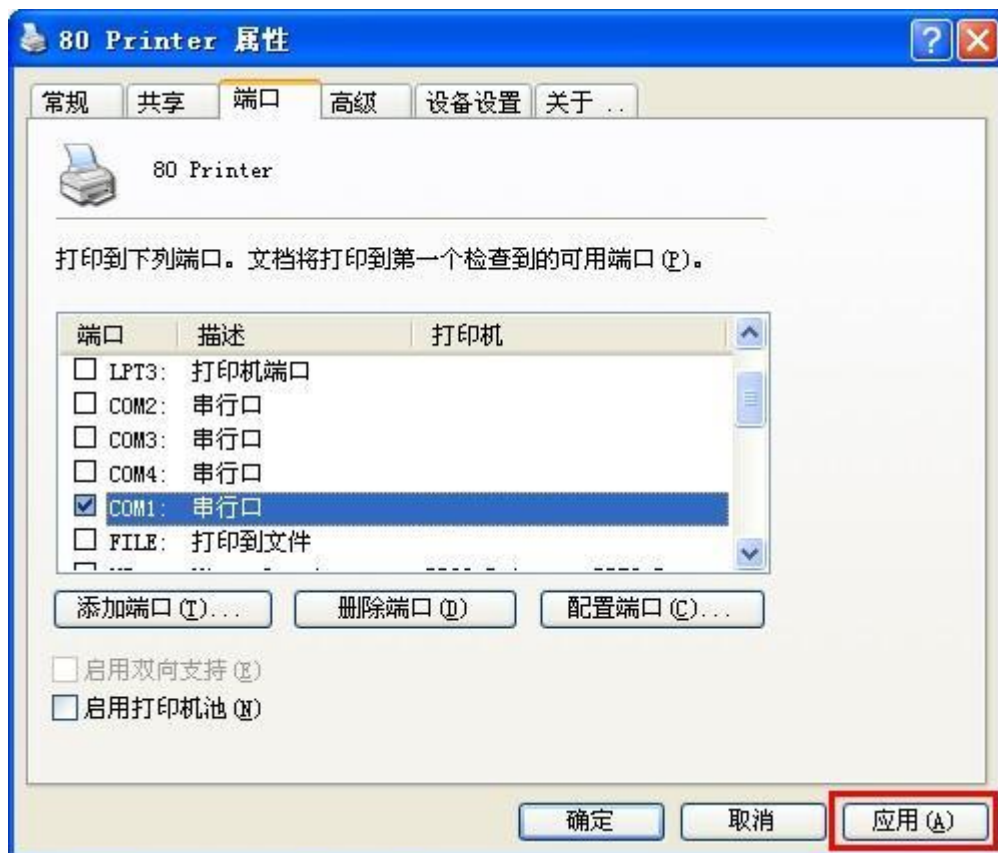 80 Printer 属性
常规 共享 端口 高级 设备设置 关于 ..
80 Printer
打印到下列端口。文档将打印到第一个检查到的可用端口(P)。
端口 描述 打印机
LPT3: 打印机端口
COM2: 串行口
COM3: 串行口
COM4: 串行口
COM1: 串行口
FILE: 打印到文件
添加端口(T)... 删除端口(D) 配置端口(C)...
启用双向支持(E)
启用打印机池(N)
确定 取消 应用(A)